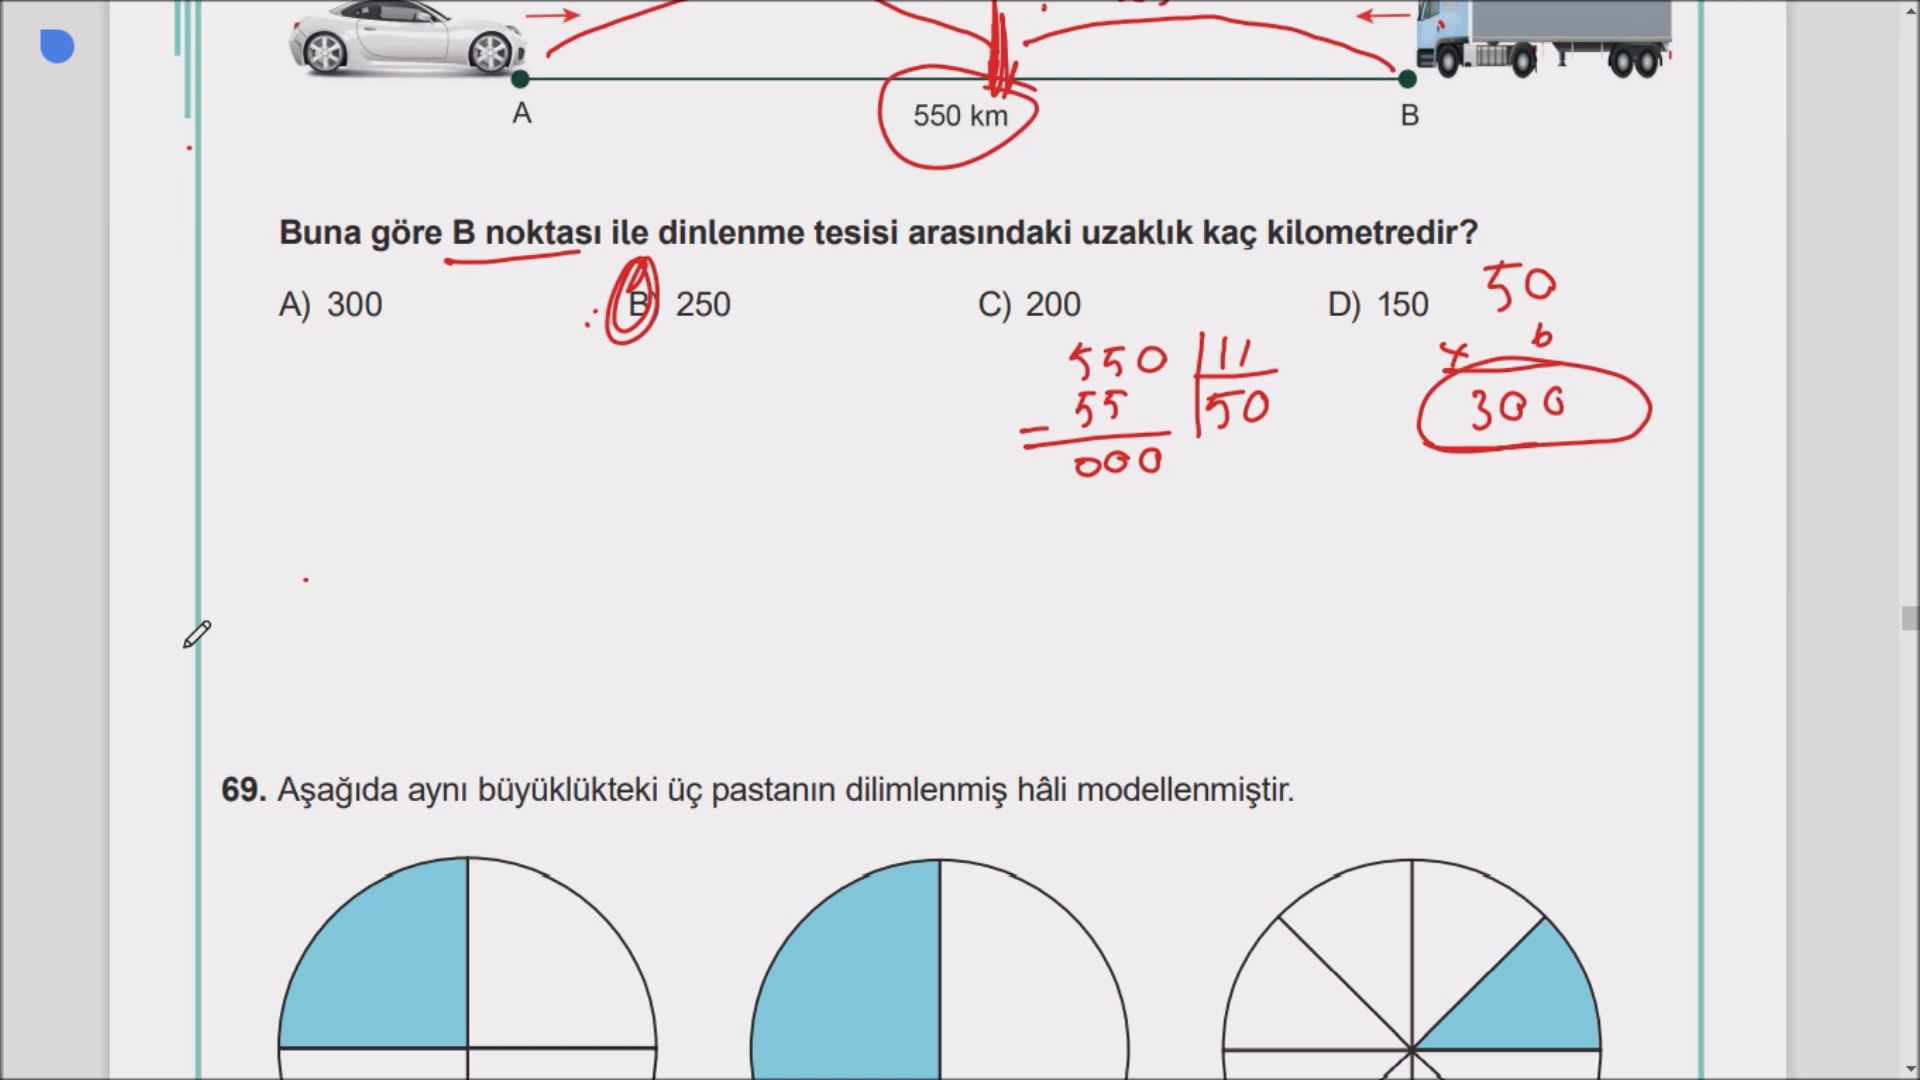 A
550 km
B
Buna göre B noktası ile dinlenme tesisi arasındaki uzaklık kaç kilometredir?
A) 300
B) 250
C) 200
D) 150
50
x 6
300
550 11
- 55 50
000
69. Aşağıda aynı büyüklükteki üç pastanın dilimlenmiş hâli modellenmiştir.